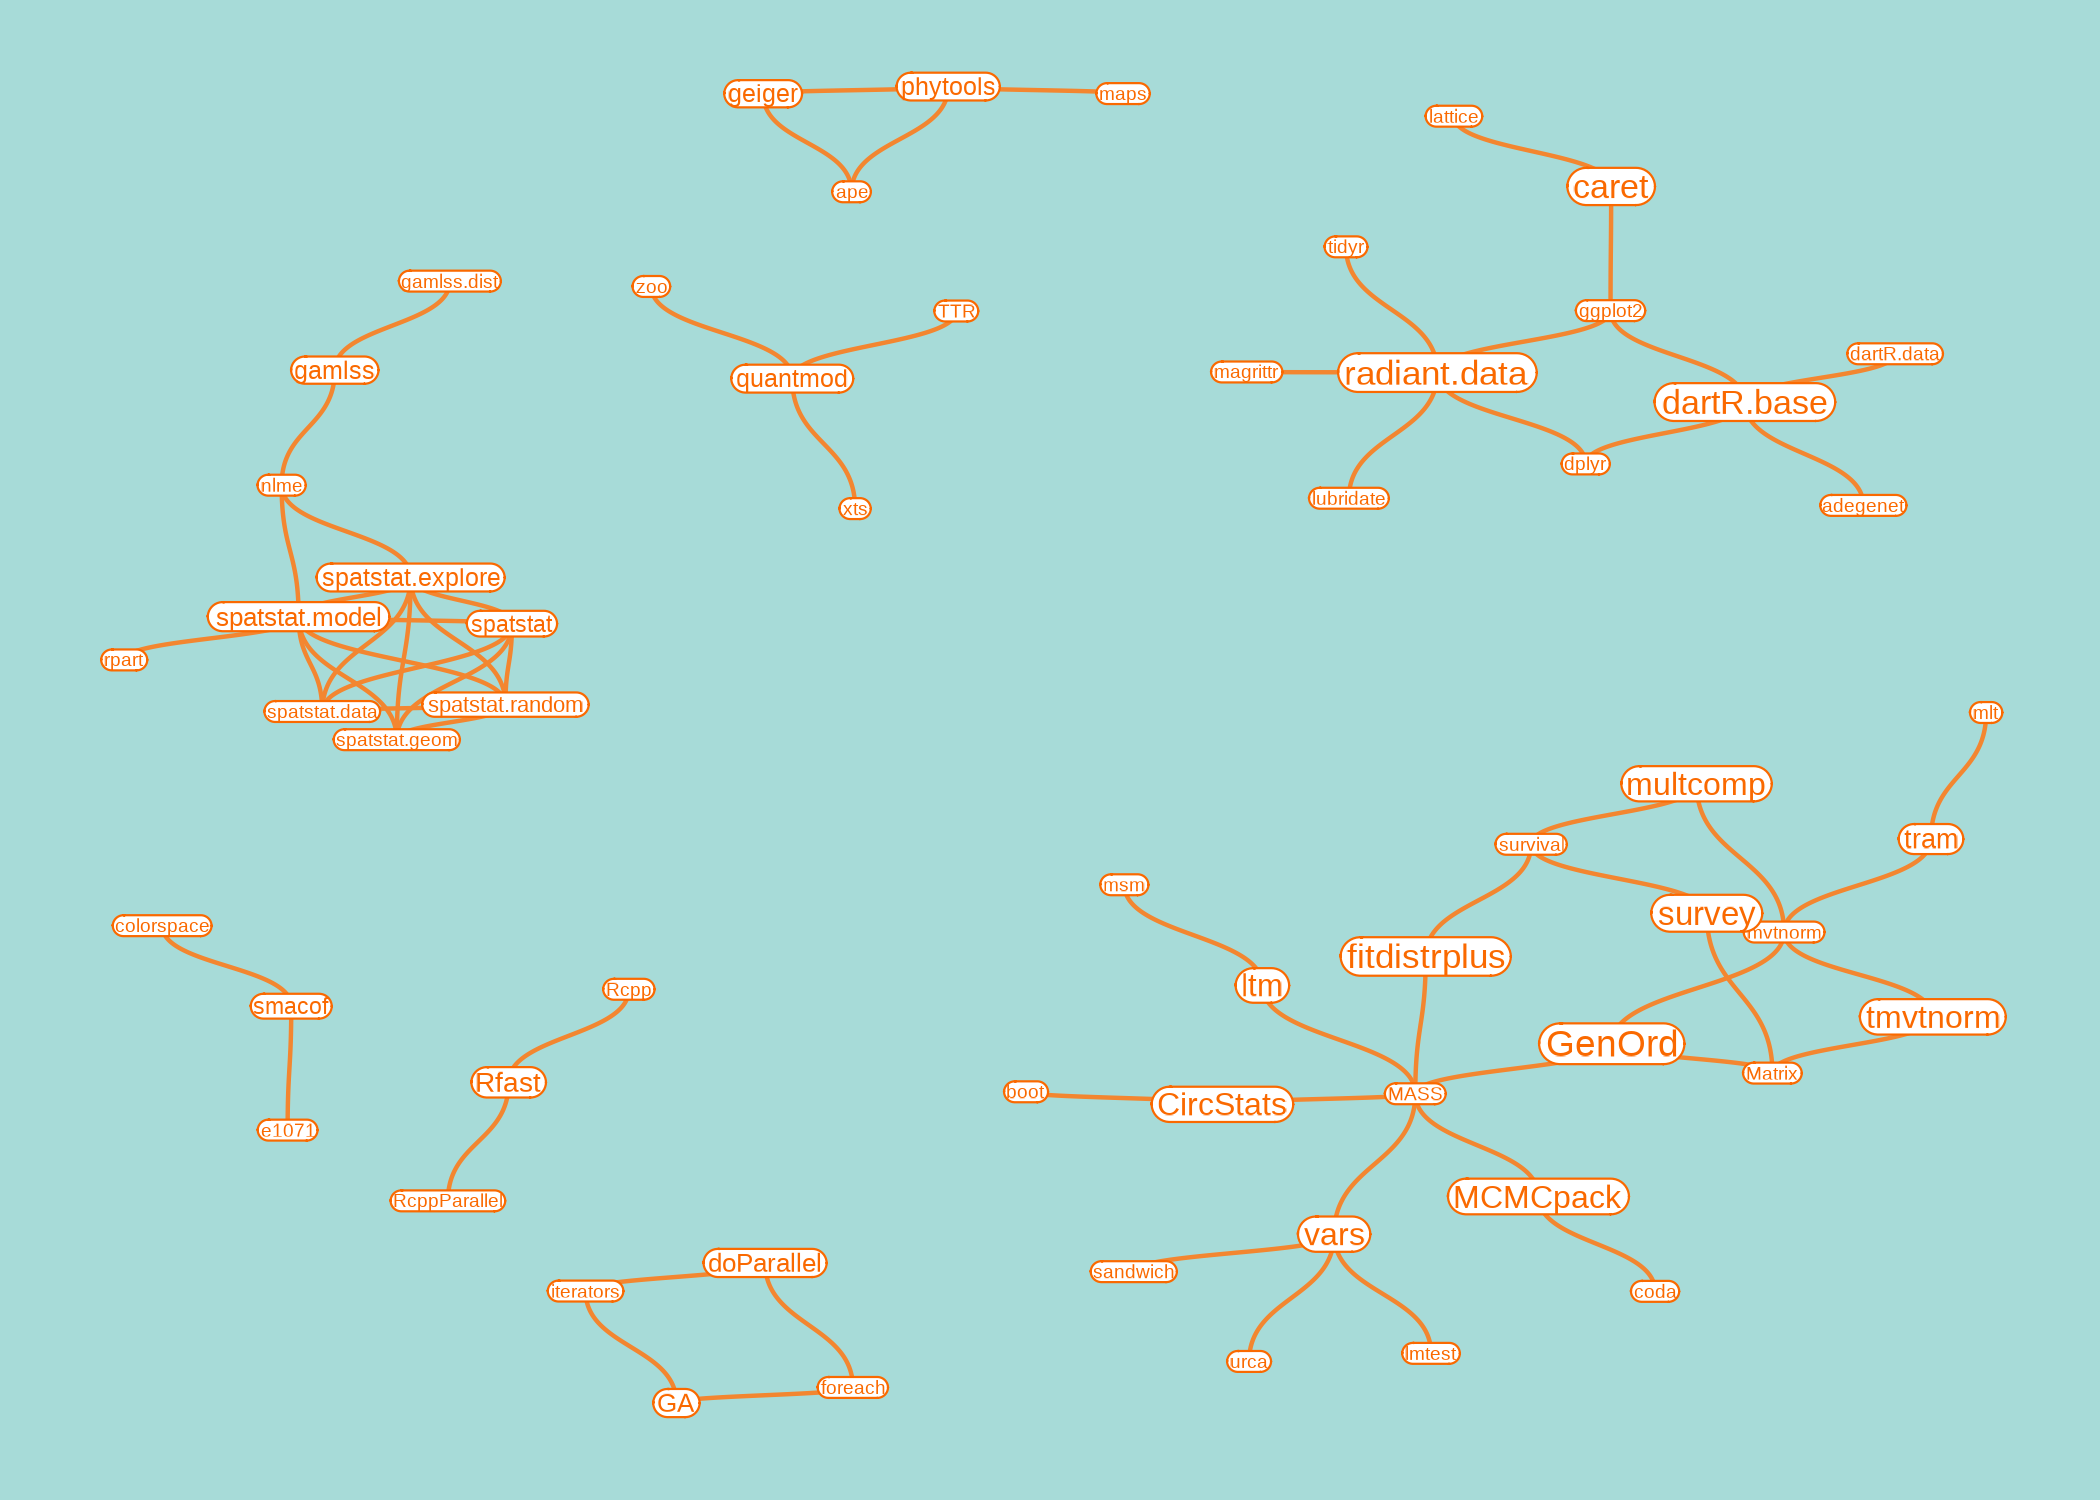 phytools
geiger
maps
lattice
caret
ape
tidyr
gamlss.dist
zoo
TTR
ggplot2
dartR.data
gamlss
quantmod
magrittr
radiant.data
dartR.base
dplyr
nlme
lubridate
xts
adegenet
spatstat.explore
spatstat.model
spatstat
rpart
spatstat.data
spatstat.random
spatstat.geom
mlt
multcomp
survival
tram
msm
survey
colorspace
mvtnorm
fitdistrplus
ltm
Rcpp
smacof
tmvtnorm
GenOrd
Matrix
Rfast
boot
CircStats
MASS
e1071
RcppParallel
MCMCpack
vars
doParallel
sandwich
iterators
coda
urca
lmtest
foreach
GA